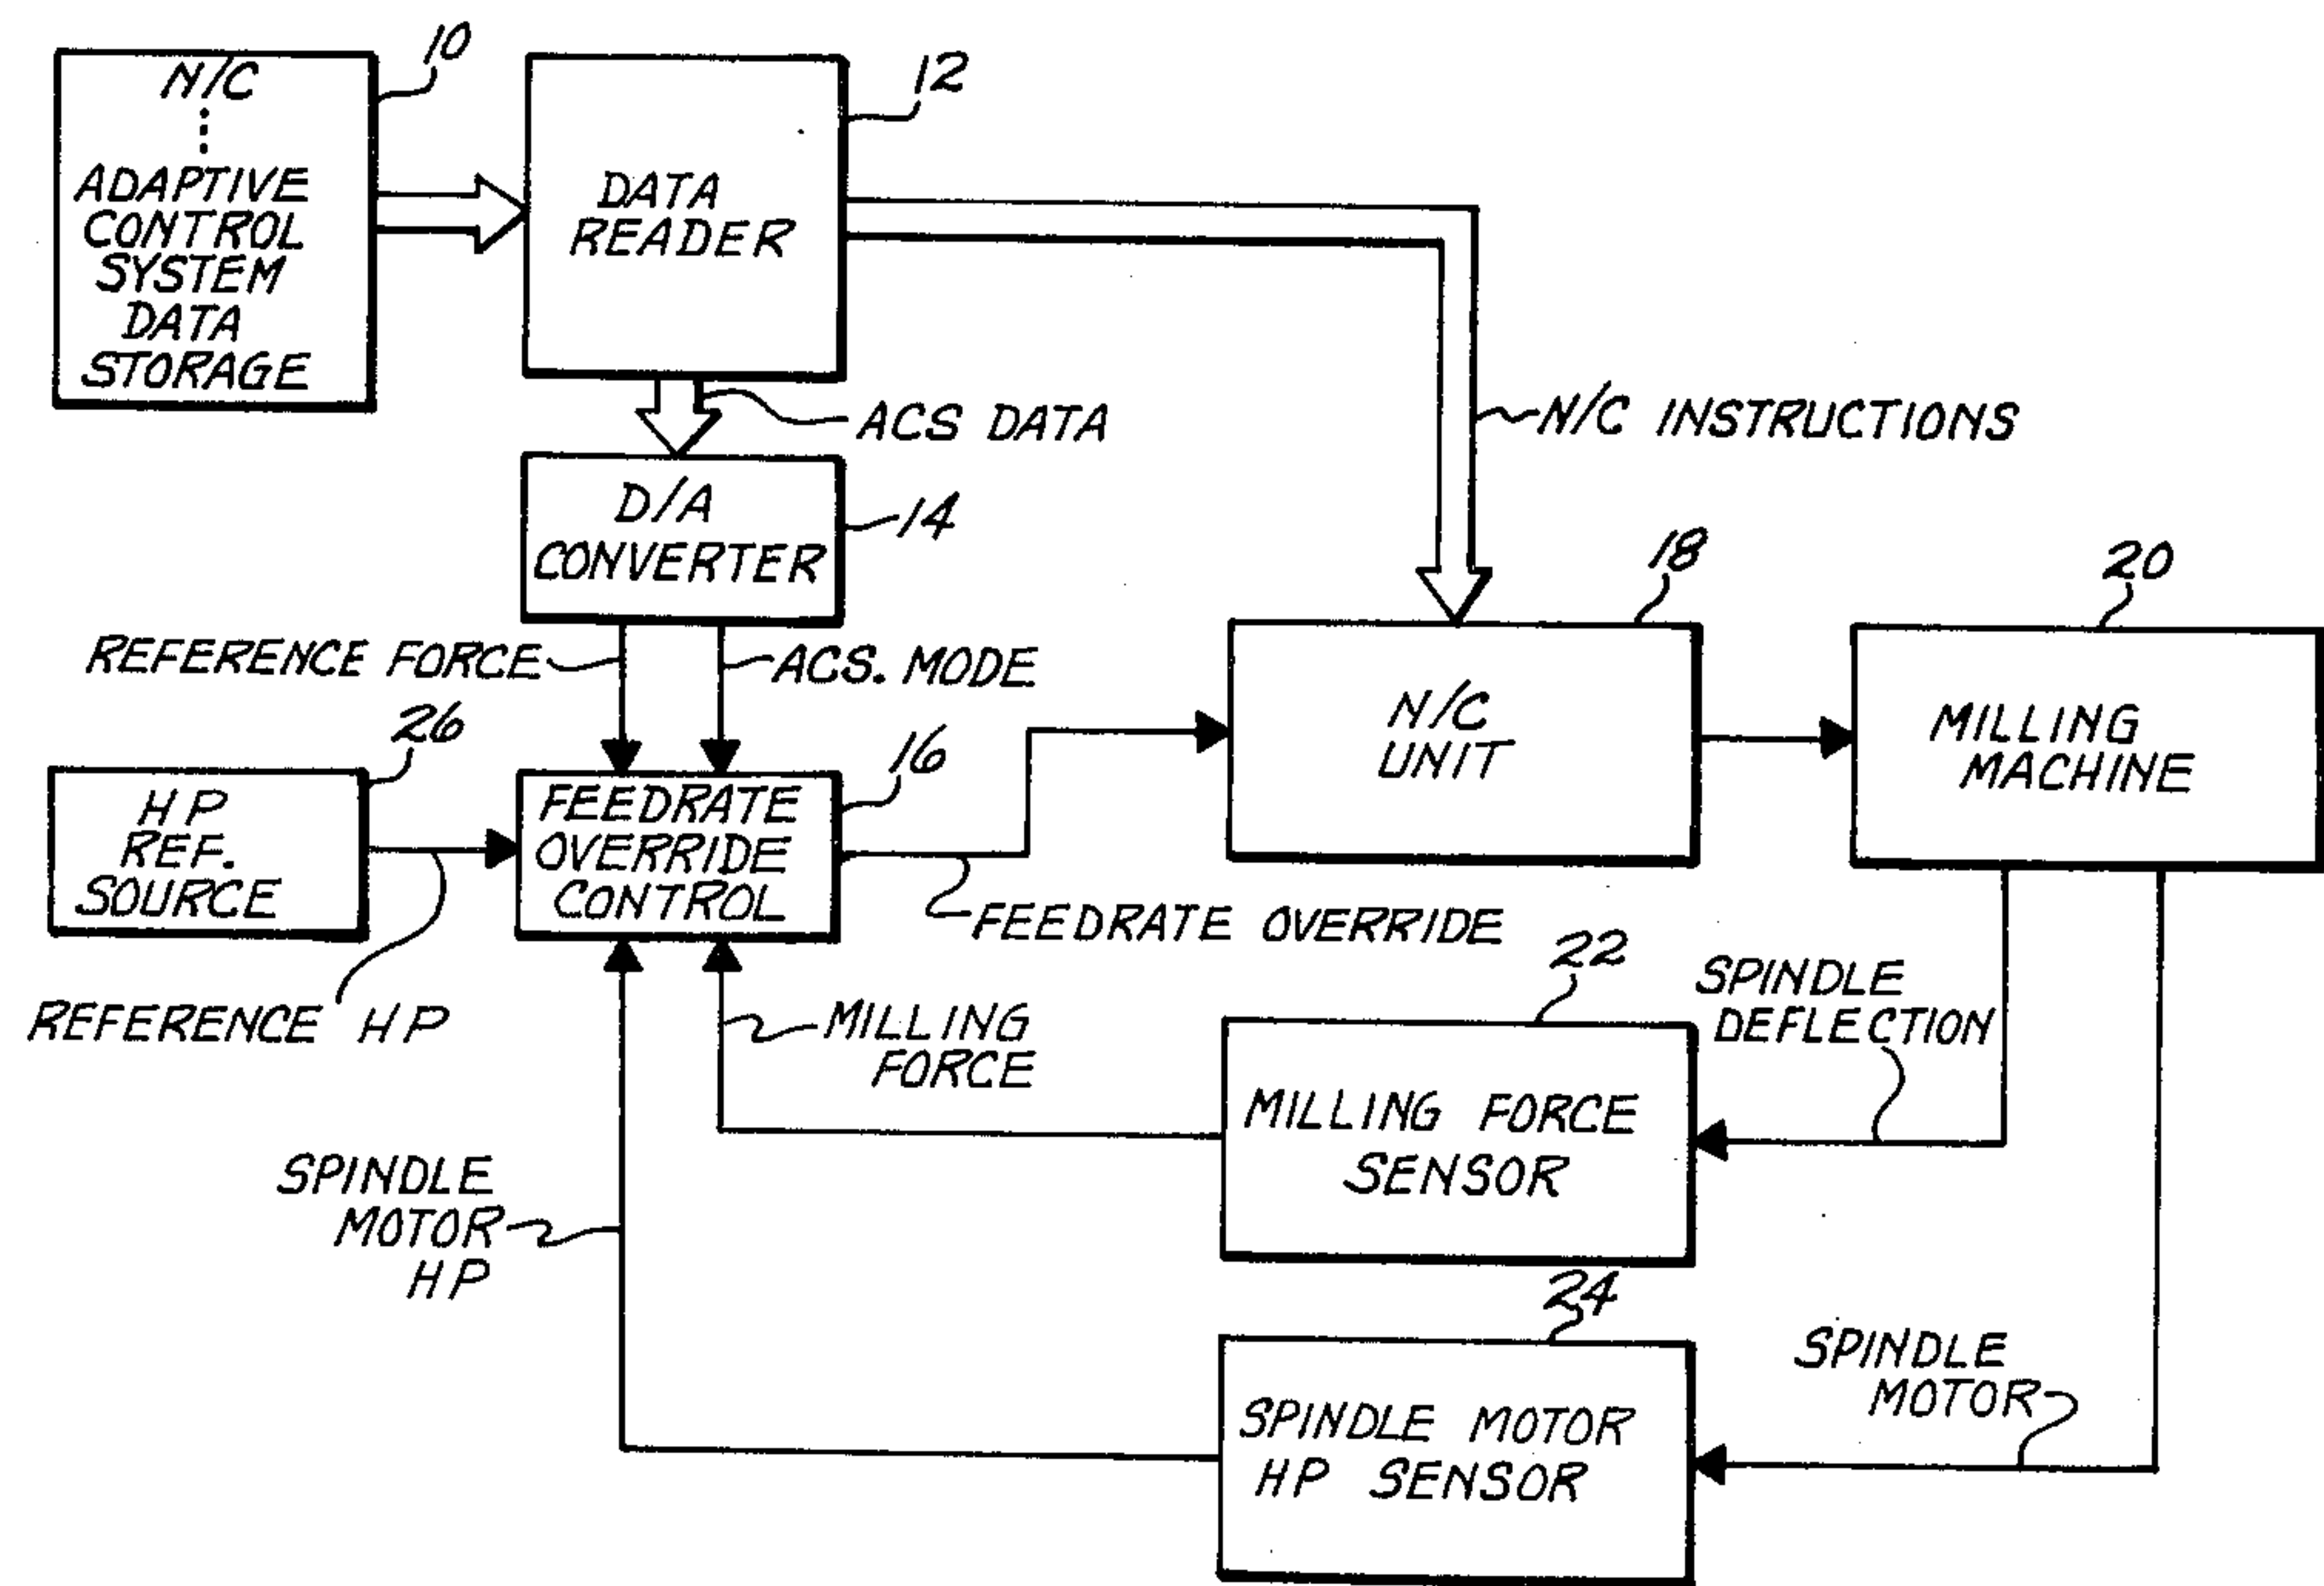 10
N/C
ADAPTIVE
CONTROL
SYSTEM
DATA
STORAGE
12
DATA
READER
ACS DATA
N/C INSTRUCTIONS
D/A
CONVERTER
14
REFERENCE FORCE
ACS. MODE
18
N/C
UNIT
20
MILLING
MACHINE
26
HP
REF.
SOURCE
16
FEEDRATE
OVERRIDE
CONTROL
FEEDRATE OVERRIDE
REFERENCE HP
MILLING
FORCE
22
MILLING FORCE
SENSOR
SPINDLE
DEFLECTION
SPINDLE
MOTOR
HP
24
SPINDLE MOTOR
HP SENSOR
SPINDLE
MOTOR